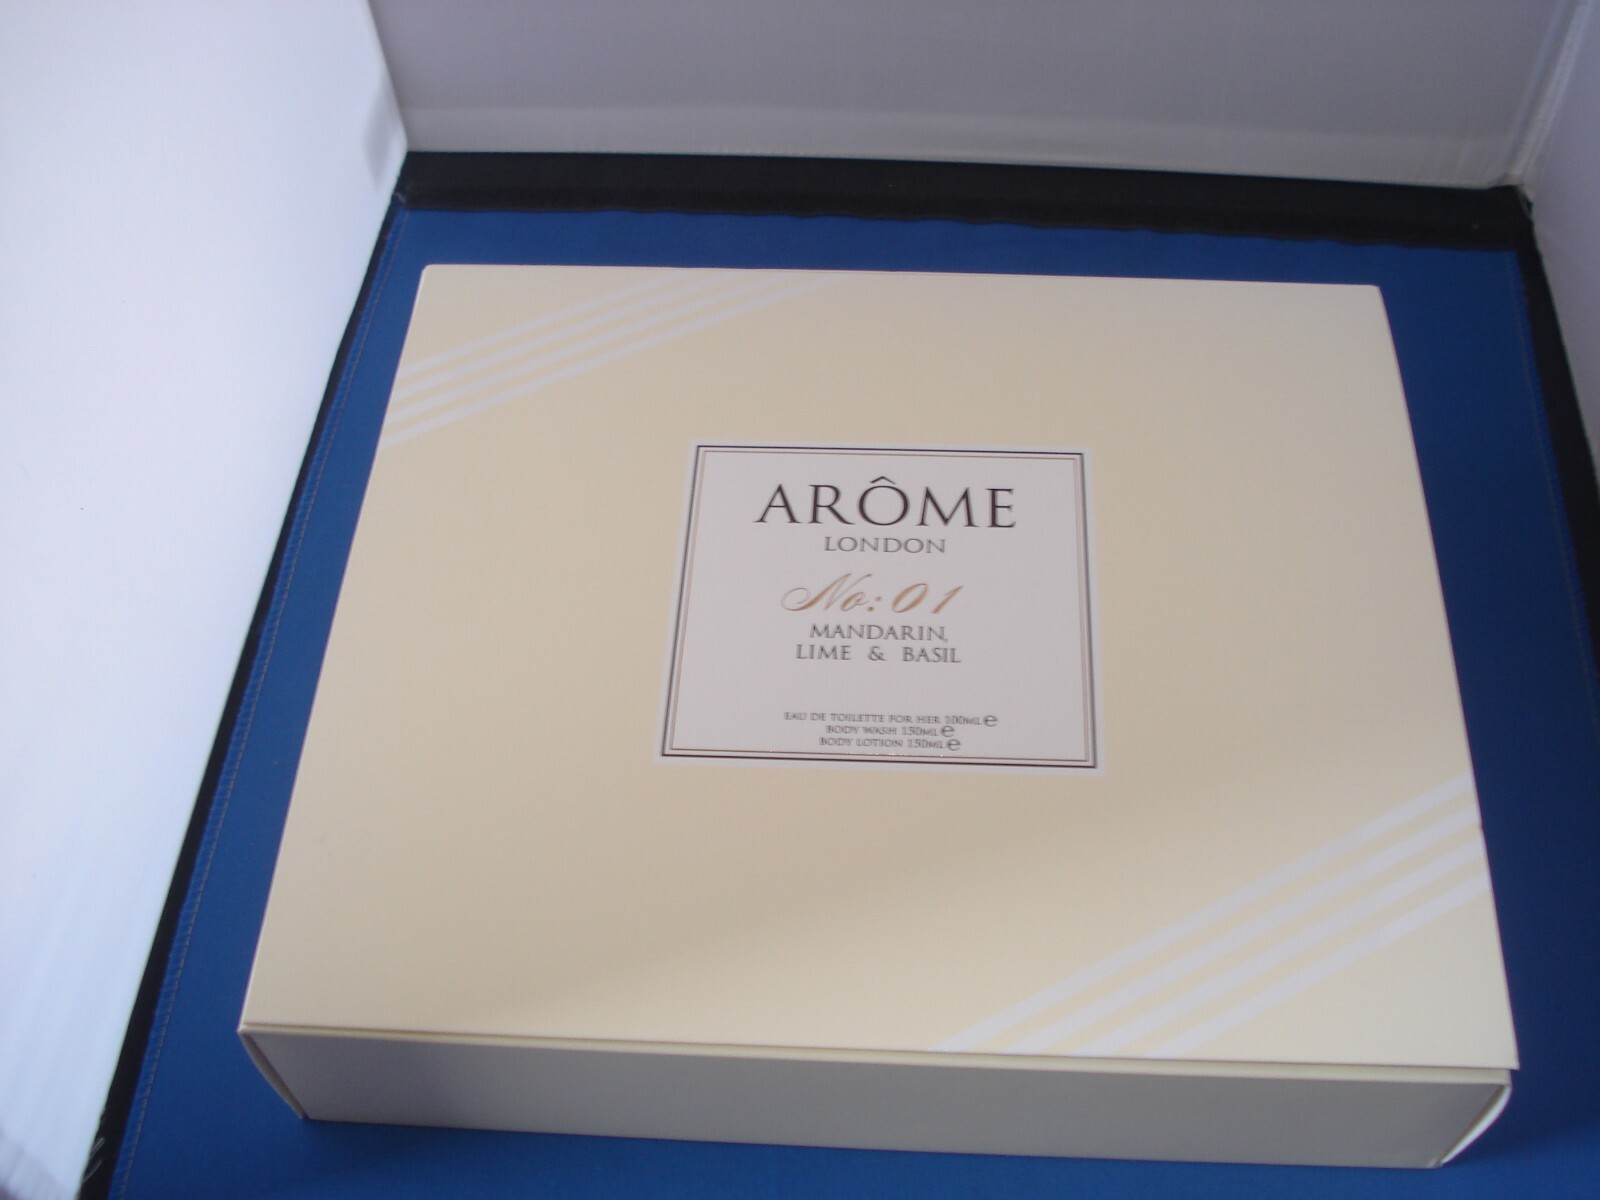 ARÔME
LONDON
No: 01
MANDARIN,
LIME & BASIL
EAU DE TOILETTE FOR HER 100ML ℮
BODY WASH 150ML ℮
BODY LOTION 150ML ℮